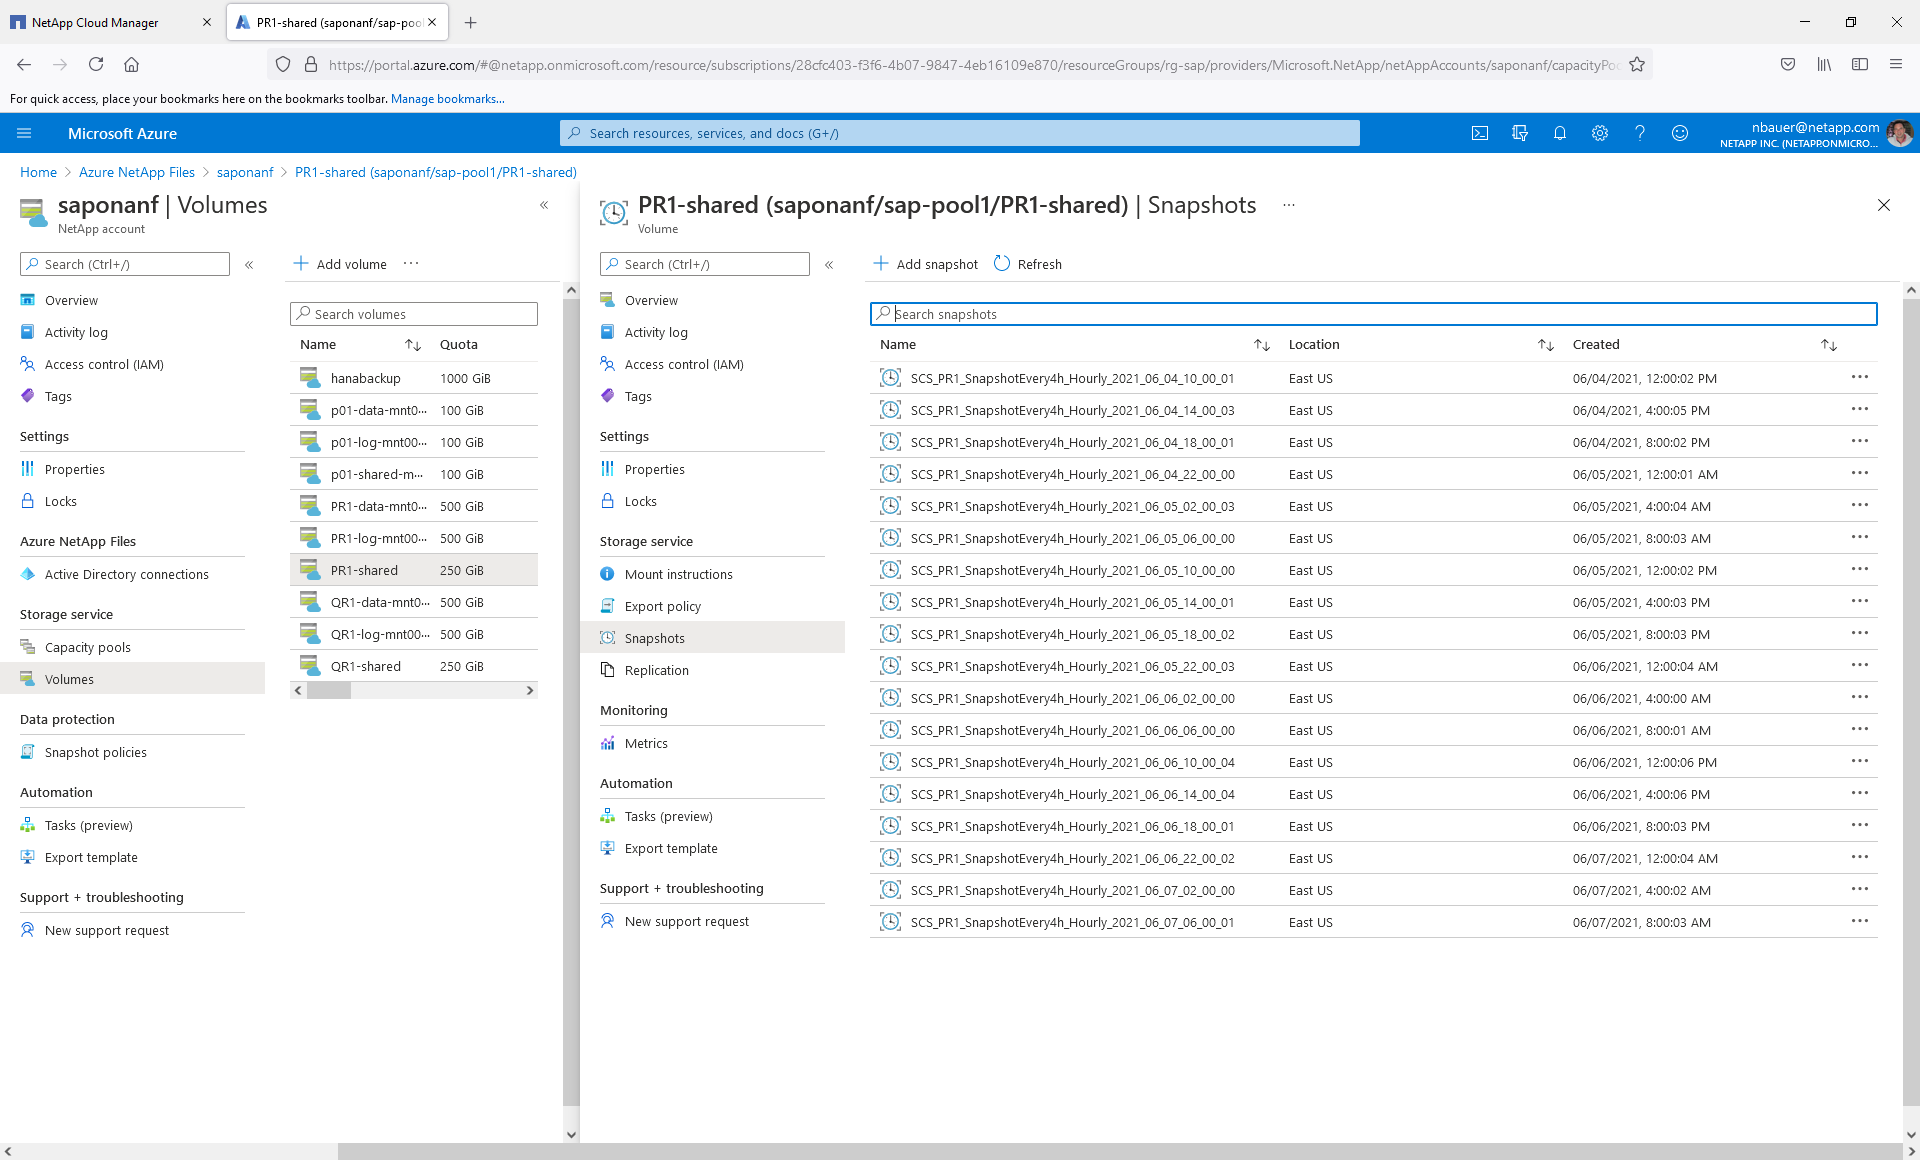 NetApp Cloud Manager
PR1-shared (saponanf/sap-pool
https://portal.azure.com/#@netapp.onmicrosoft.com/resource/subscriptions/28cfc403-f3f6-4b07-9847-4eb16109e870/resourceGroups/rg-sap/providers/Microsoft.NetApp/netAppAccounts/saponanf/capacityPo
For quick access, place your bookmarks here on the bookmarks toolbar. Manage bookmarks...
Microsoft Azure
Search resources, services, and docs (G+/)
nbauer@netapp.com
NETAPP INC. (NETAPP.ONMICRO...
Home > Azure NetApp Files > saponanf > PR1-shared (saponanf/sap-pool1/PR1-shared)
saponanf | Volumes
NetApp account
Search (Ctrl+/)
Overview
Activity log
Access control (IAM)
Tags
Settings
Properties
Locks
Azure NetApp Files
Active Directory connections
Storage service
Capacity pools
Volumes
Data protection
Snapshot policies
Automation
Tasks (preview)
Export template
Support + troubleshooting
New support request
Add volume ...
Search volumes
Name Quota
hanabackup 1000 GiB
p01-data-mnt0... 100 GiB
p01-log-mnt00... 100 GiB
p01-shared-m... 100 GiB
PR1-data-mnt0... 500 GiB
PR1-log-mnt00... 500 GiB
PR1-shared 250 GiB
QR1-data-mnt0... 500 GiB
QR1-log-mnt00... 500 GiB
QR1-shared 250 GiB
PR1-shared (saponanf/sap-pool1/PR1-shared) | Snapshots ...
Volume
Search (Ctrl+/)
Overview
Activity log
Access control (IAM)
Tags
Settings
Properties
Locks
Storage service
Mount instructions
Export policy
Snapshots
Replication
Monitoring
Metrics
Automation
Tasks (preview)
Export template
Support + troubleshooting
New support request
Add snapshot Refresh
Search snapshots
Name Location Created
SCS_PR1_SnapshotEvery4h_Hourly_2021_06_04_10_00_01 East US 06/04/2021, 12:00:02 PM
SCS_PR1_SnapshotEvery4h_Hourly_2021_06_04_14_00_03 East US 06/04/2021, 4:00:05 PM
SCS_PR1_SnapshotEvery4h_Hourly_2021_06_04_18_00_01 East US 06/04/2021, 8:00:02 PM
SCS_PR1_SnapshotEvery4h_Hourly_2021_06_04_22_00_00 East US 06/05/2021, 12:00:01 AM
SCS_PR1_SnapshotEvery4h_Hourly_2021_06_05_02_00_03 East US 06/05/2021, 4:00:04 AM
SCS_PR1_SnapshotEvery4h_Hourly_2021_06_05_06_00_00 East US 06/05/2021, 8:00:03 AM
SCS_PR1_SnapshotEvery4h_Hourly_2021_06_05_10_00_00 East US 06/05/2021, 12:00:02 PM
SCS_PR1_SnapshotEvery4h_Hourly_2021_06_05_14_00_01 East US 06/05/2021, 4:00:03 PM
SCS_PR1_SnapshotEvery4h_Hourly_2021_06_05_18_00_02 East US 06/05/2021, 8:00:03 PM
SCS_PR1_SnapshotEvery4h_Hourly_2021_06_05_22_00_03 East US 06/06/2021, 12:00:04 AM
SCS_PR1_SnapshotEvery4h_Hourly_2021_06_06_02_00_00 East US 06/06/2021, 4:00:00 AM
SCS_PR1_SnapshotEvery4h_Hourly_2021_06_06_06_00_00 East US 06/06/2021, 8:00:01 AM
SCS_PR1_SnapshotEvery4h_Hourly_2021_06_06_10_00_04 East US 06/06/2021, 12:00:06 PM
SCS_PR1_SnapshotEvery4h_Hourly_2021_06_06_14_00_04 East US 06/06/2021, 4:00:06 PM
SCS_PR1_SnapshotEvery4h_Hourly_2021_06_06_18_00_01 East US 06/06/2021, 8:00:03 PM
SCS_PR1_SnapshotEvery4h_Hourly_2021_06_06_22_00_02 East US 06/07/2021, 12:00:04 AM
SCS_PR1_SnapshotEvery4h_Hourly_2021_06_07_02_00_00 East US 06/07/2021, 4:00:02 AM
SCS_PR1_SnapshotEvery4h_Hourly_2021_06_07_06_00_01 East US 06/07/2021, 8:00:03 AM